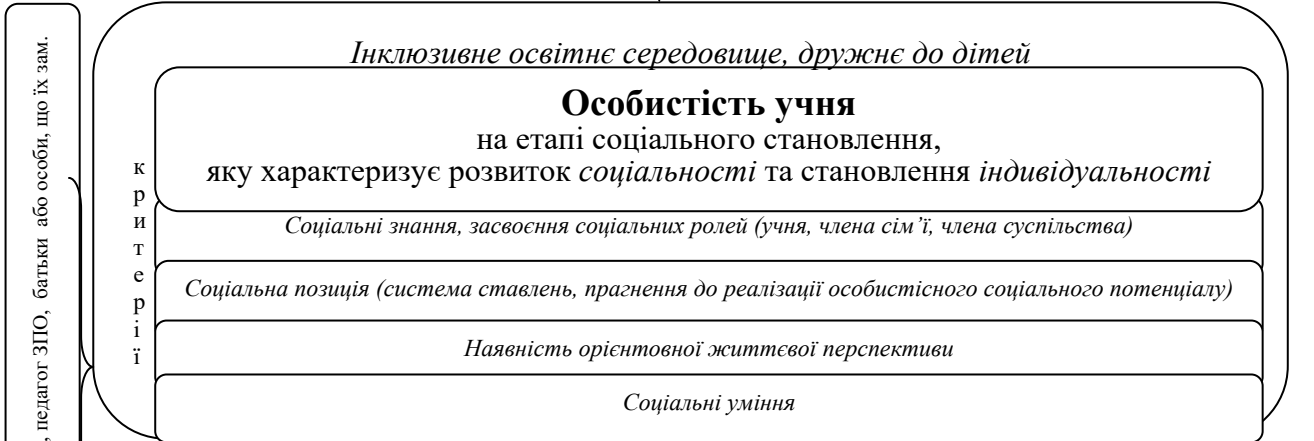 , педагог ЗПО, батьки або особи, що їх зам.
Інклюзивне освітнє середовище, дружнє до дітей
критерії
Особистість учня
на етапі соціального становлення,
яку характеризує розвиток соціальності та становлення індивідуальності
Соціальні знання, засвоєння соціальних ролей (учня, члена сім’ї, члена суспільства)
Соціальна позиція (система ставлень, прагнення до реалізації особистісного соціального потенціалу)
Наявність орієнтовної життєвої перспективи
Соціальні уміння